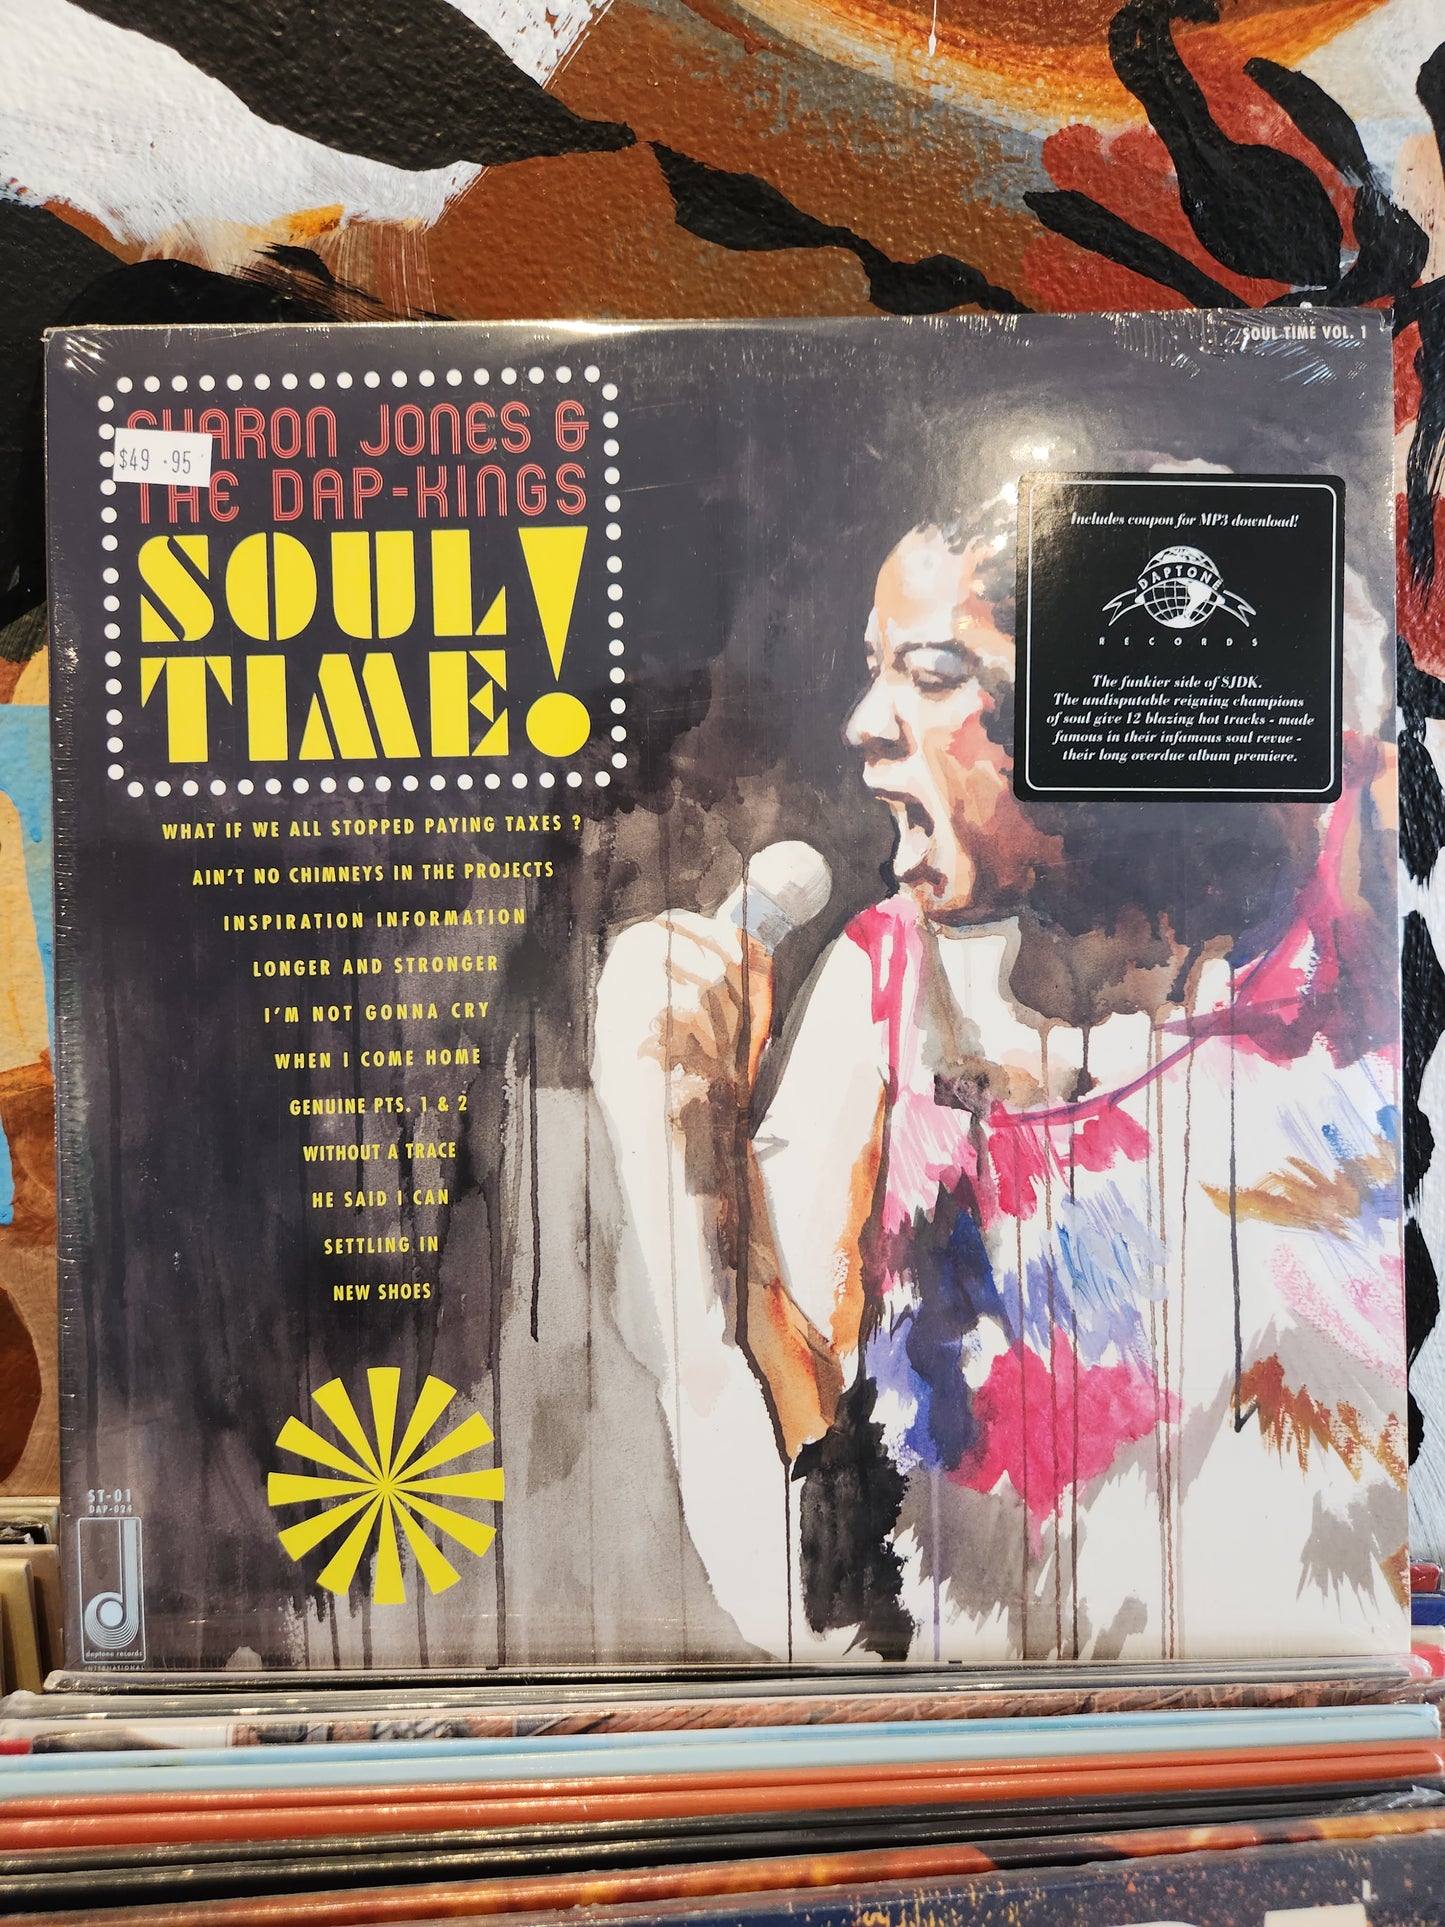 SOUL TIME VOL. 1
SHARON JONES &
$49.95
THE DAP-KINGS
SOUL
TIME!
Includes coupon for MP3 download!
DAPTONE
RECORDS
The funkier side of SJDK.
The undisputable reigning champions
of soul give 12 blazing hot tracks - made
famous in their infamous soul revue -
their long overdue album premiere.
WHAT IF WE ALL STOPPED PAYING TAXES ?
AIN'T NO CHIMNEYS IN THE PROJECTS
INSPIRATION INFORMATION
LONGER AND STRONGER
I'M NOT GONNA CRY
WHEN I COME HOME
GENUINE PTS. 1 & 2
WITHOUT A TRACE
HE SAID I CAN
SETTLING IN
NEW SHOES
ST-01
DAP-024
d
daptone records
INTERNATIONAL